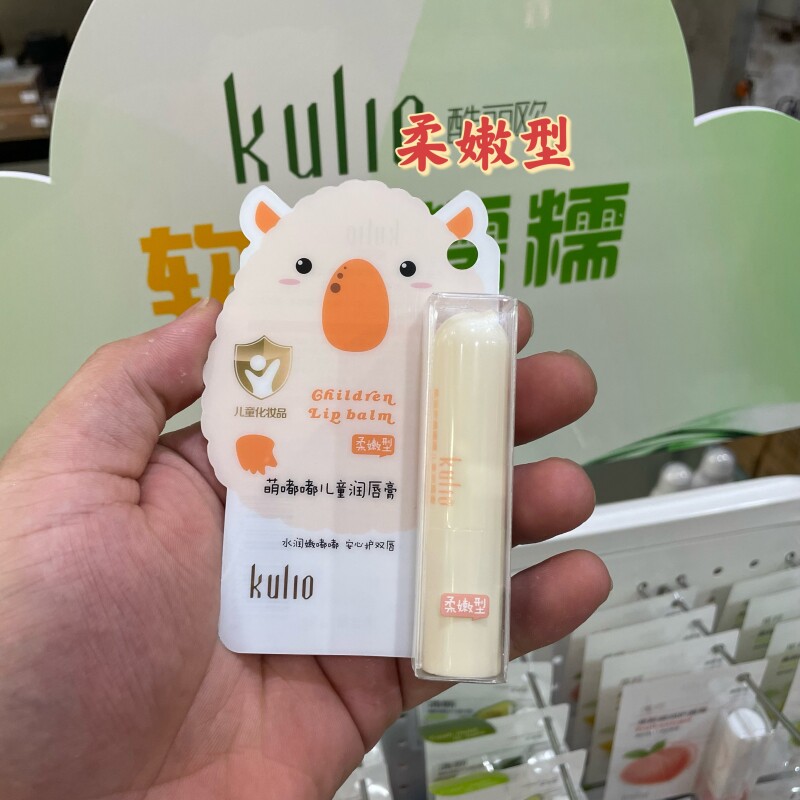 kulio 酷丽欧
柔嫩型
软 糯
Children
Lip balm
儿童化妆品
柔嫩型
萌嘟嘟儿童润唇膏
水润嫩嘟嘟 安心护双唇
kulio
kulio
柔嫩型